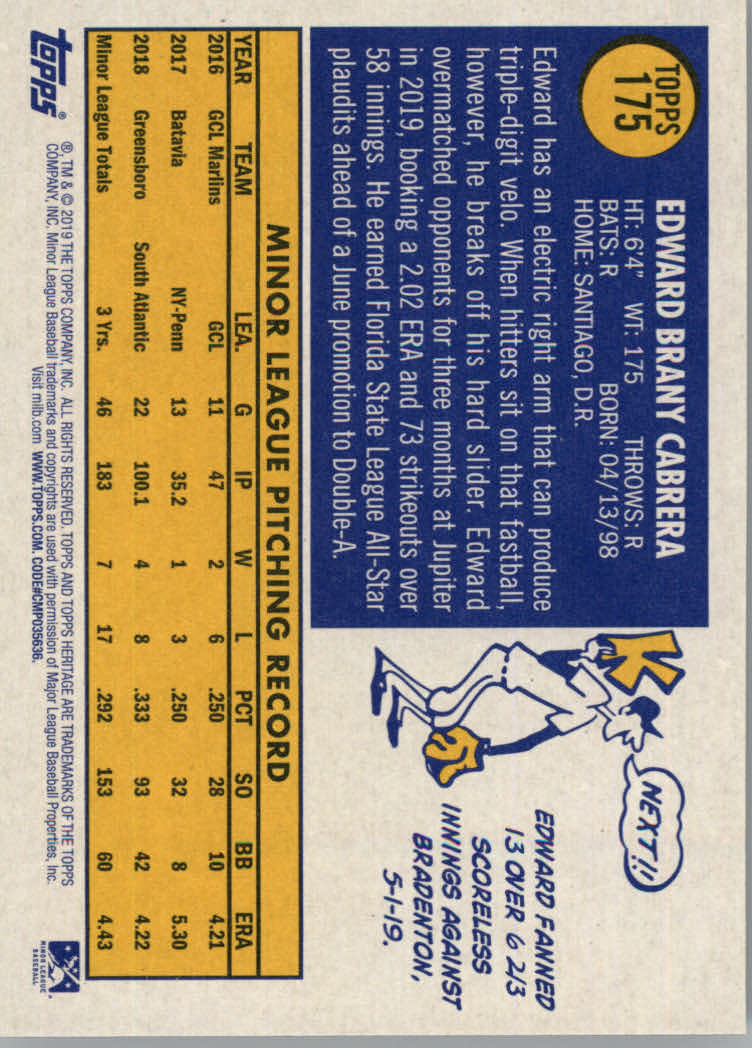 TOPPS
175
EDWARD BRANY CABRERA
HT: 6'4" WT: 175 THROWS: R
BATS: R BORN: 04/13/98
HOME: SANTIAGO, D.R.
Edward has an electric right arm that can produce
triple-digit velo. When hitters sit on that fastball,
however, he breaks off his hard slider. Edward
overmatched opponents for three months at Jupiter
in 2019, booking a 2.02 ERA and 73 strikeouts over
58 innings. He earned Florida State League All-Star
plaudits ahead of a June promotion to Double-A.
K
NEXT!!
EDWARD FANNED
13 OVER 6 2/3
SCORELESS
INNINGS AGAINST
BRADENTON,
5-1-19.
MINOR LEAGUE PITCHING RECORD
YEAR TEAM LEA. G IP W L PCT SO BB ERA
2016 GCL Marlins GCL 11 47 2 6 .250 28 10 4.21
2017 Batavia NY-Penn 13 35.2 1 3 .250 32 8 5.30
2018 Greensboro South Atlantic 22 100.1 4 8 .333 93 42 4.22
Minor League Totals 3 Yrs. 46 183 7 17 .292 153 60 4.43
topps®
®, TM & © 2019 THE TOPPS COMPANY, INC. ALL RIGHTS RESERVED. TOPPS AND TOPPS HERITAGE ARE TRADEMARKS OF THE TOPPS
COMPANY, INC. Minor League Baseball trademarks and copyrights are used with permission of Major League Baseball Properties, Inc.
Visit milb.com WWW.TOPPS.COM. CODE#CMP035636.
MINOR LEAGUE
BASEBALL®